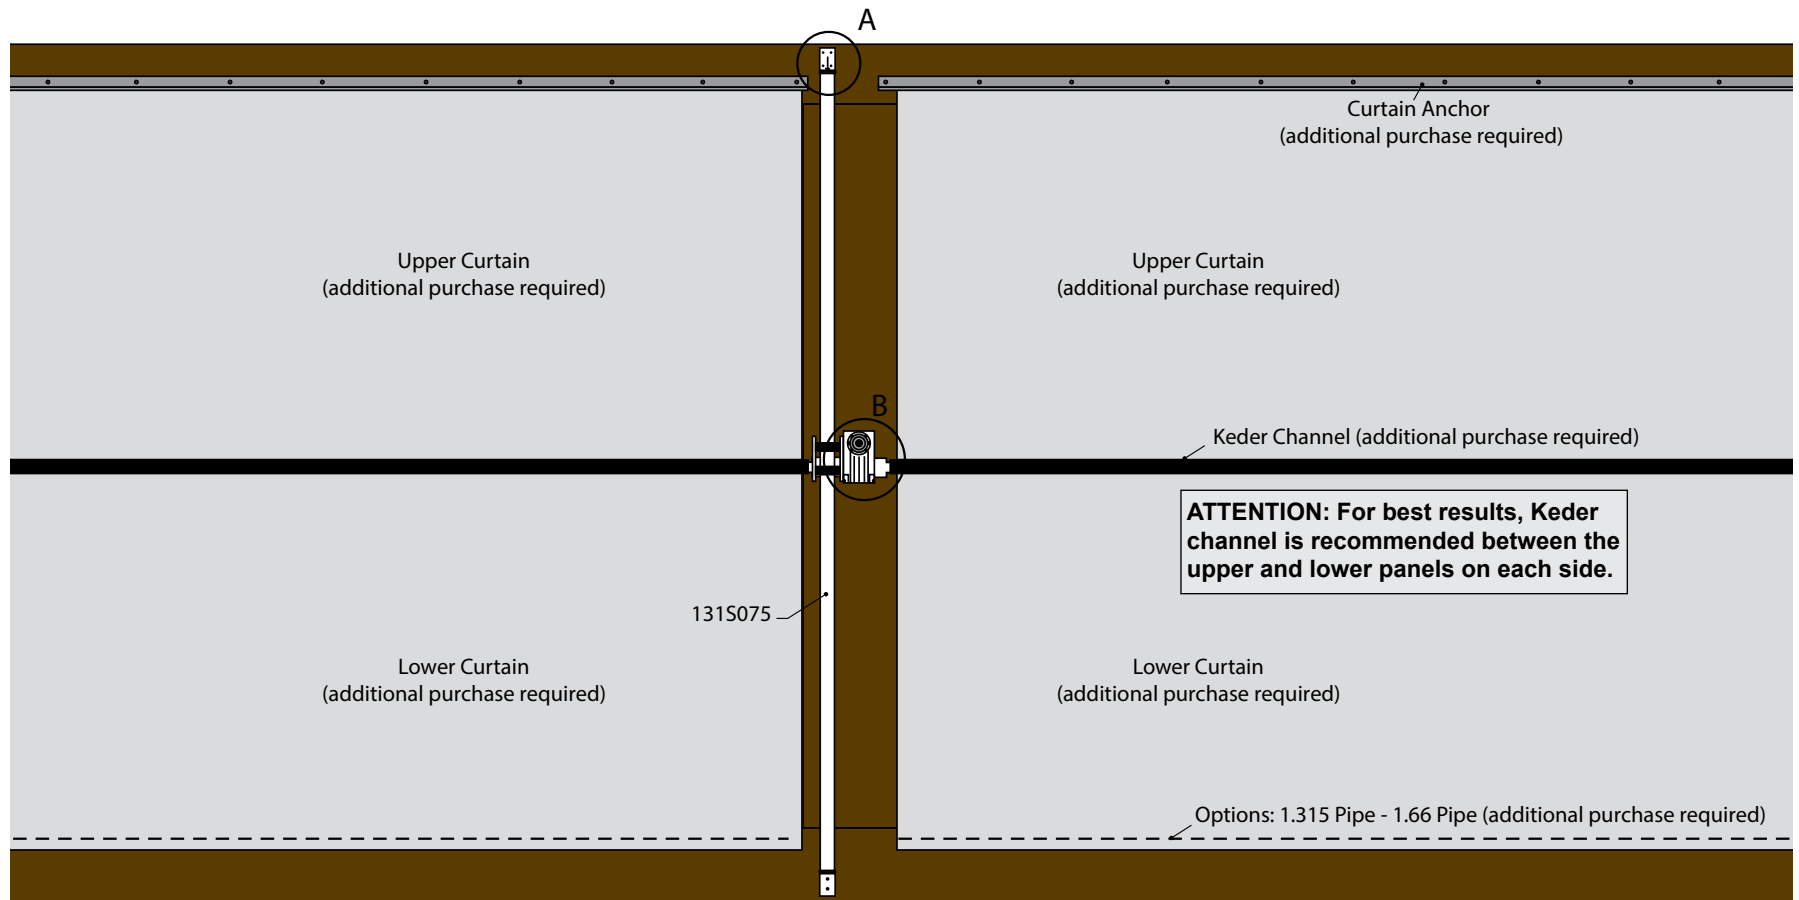 A
Curtain Anchor
(additional purchase required)
Upper Curtain
(additional purchase required)
Upper Curtain
(additional purchase required)
B
Keder Channel (additional purchase required)
ATTENTION: For best results, Keder
channel is recommended between the
upper and lower panels on each side.
131S075
Lower Curtain
(additional purchase required)
Lower Curtain
(additional purchase required)
Options: 1.315 Pipe - 1.66 Pipe (additional purchase required)